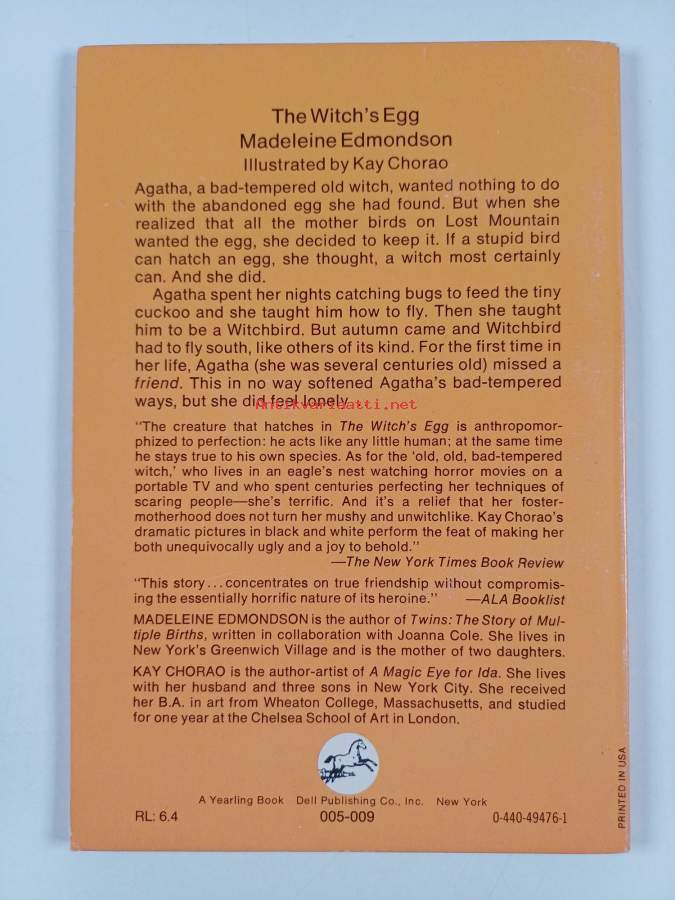 The Witch's Egg
Madeleine Edmondson
Illustrated by Kay Chorao
Agatha, a bad-tempered old witch, wanted nothing to do
with the abandoned egg she had found. But when she
realized that all the mother birds on Lost Mountain
wanted the egg, she decided to keep it. If a stupid bird
can hatch an egg, she thought, a witch most certainly
can. And she did.
Agatha spent her nights catching bugs to feed the tiny
cuckoo and she taught him how to fly. Then she taught
him to be a Witchbird. But autumn came and Witchbird
had to fly south, like others of its kind. For the first time in
her life, Agatha (she was several centuries old) missed a
friend. This in no way softened Agatha's bad-tempered
ways, but she did feel lonely.
Antikvariaatti.net
"The creature that hatches in The Witch's Egg is anthropomor-
phized to perfection: he acts like any little human; at the same time
he stays true to his own species. As for the 'old, old, bad-tempered
witch,' who lives in an eagle's nest watching horror movies on a
portable TV and who spent centuries perfecting her techniques of
scaring people—she's terrific. And it's a relief that her foster-
motherhood does not turn her mushy and unwitchlike. Kay Chorao's
dramatic pictures in black and white perform the feat of making her
both unequivocally ugly and a joy to behold."
—The New York Times Book Review
"This story...concentrates on true friendship without compromis-
ing the essentially horrific nature of its heroine." —ALA Booklist
MADELEINE EDMONDSON is the author of Twins: The Story of Mul-
tiple Births, written in collaboration with Joanna Cole. She lives in
New York's Greenwich Village and is the mother of two daughters.
KAY CHORAO is the author-artist of A Magic Eye for Ida. She lives
with her husband and three sons in New York City. She received
her B.A. in art from Wheaton College, Massachusetts, and studied
for one year at the Chelsea School of Art in London.
A Yearling Book Dell Publishing Co., Inc. New York
RL: 6.4 005-009 0-440-49476-1
PRINTED IN USA